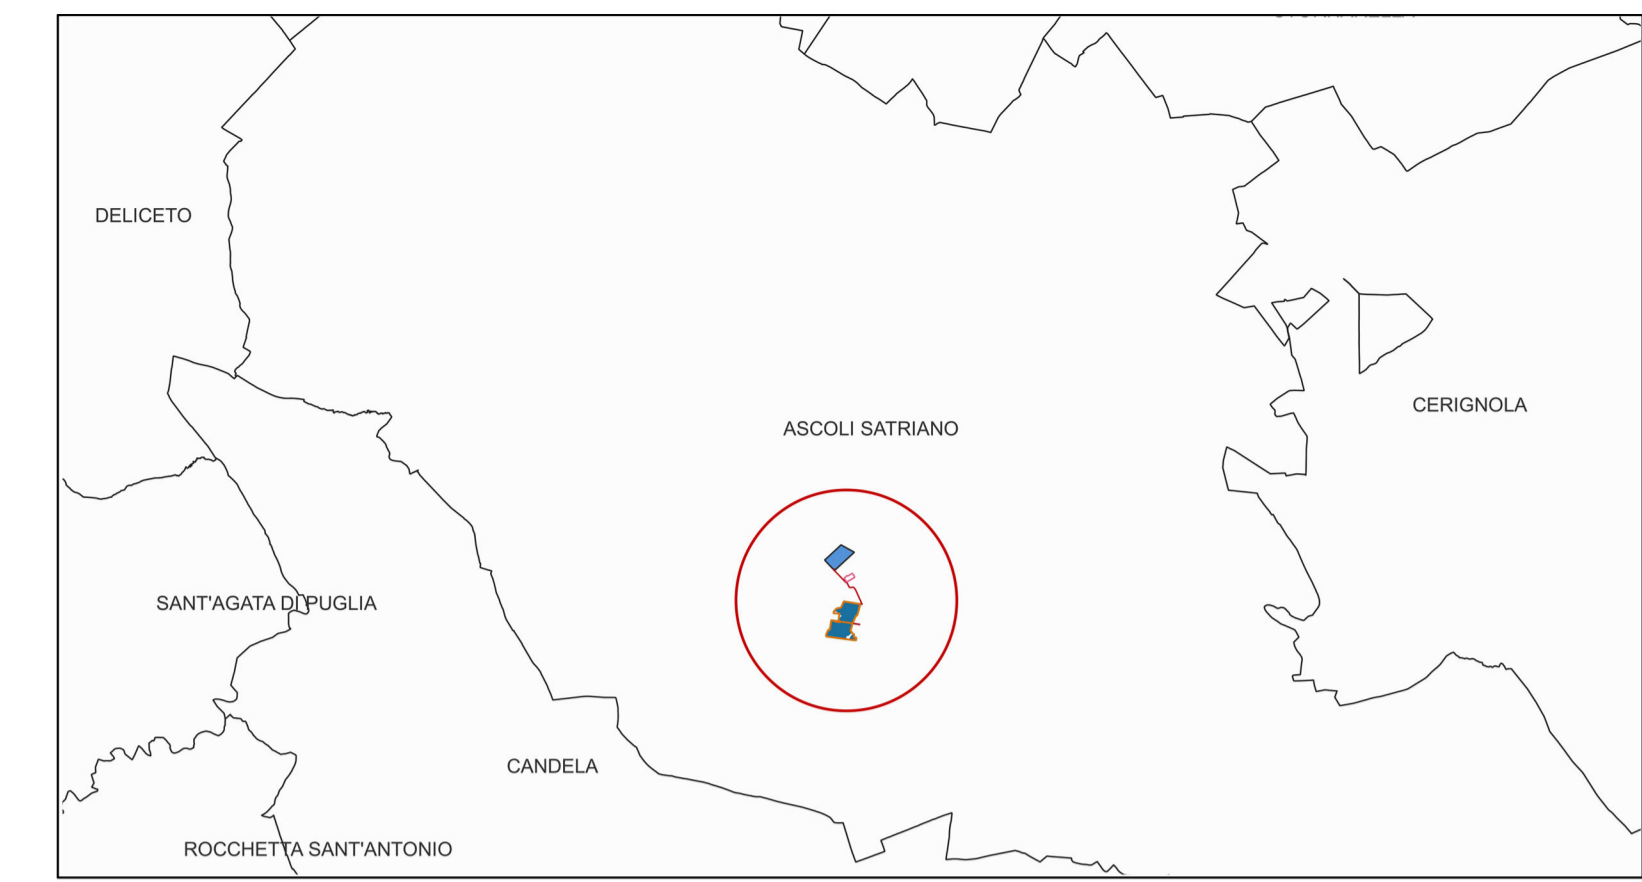 DELICETO
CERIGNOLA
ASCOLI SATRIANO
SANT'AGATA DI PUGLIA
CANDELA
ROCCHETTA SANT'ANTONIO